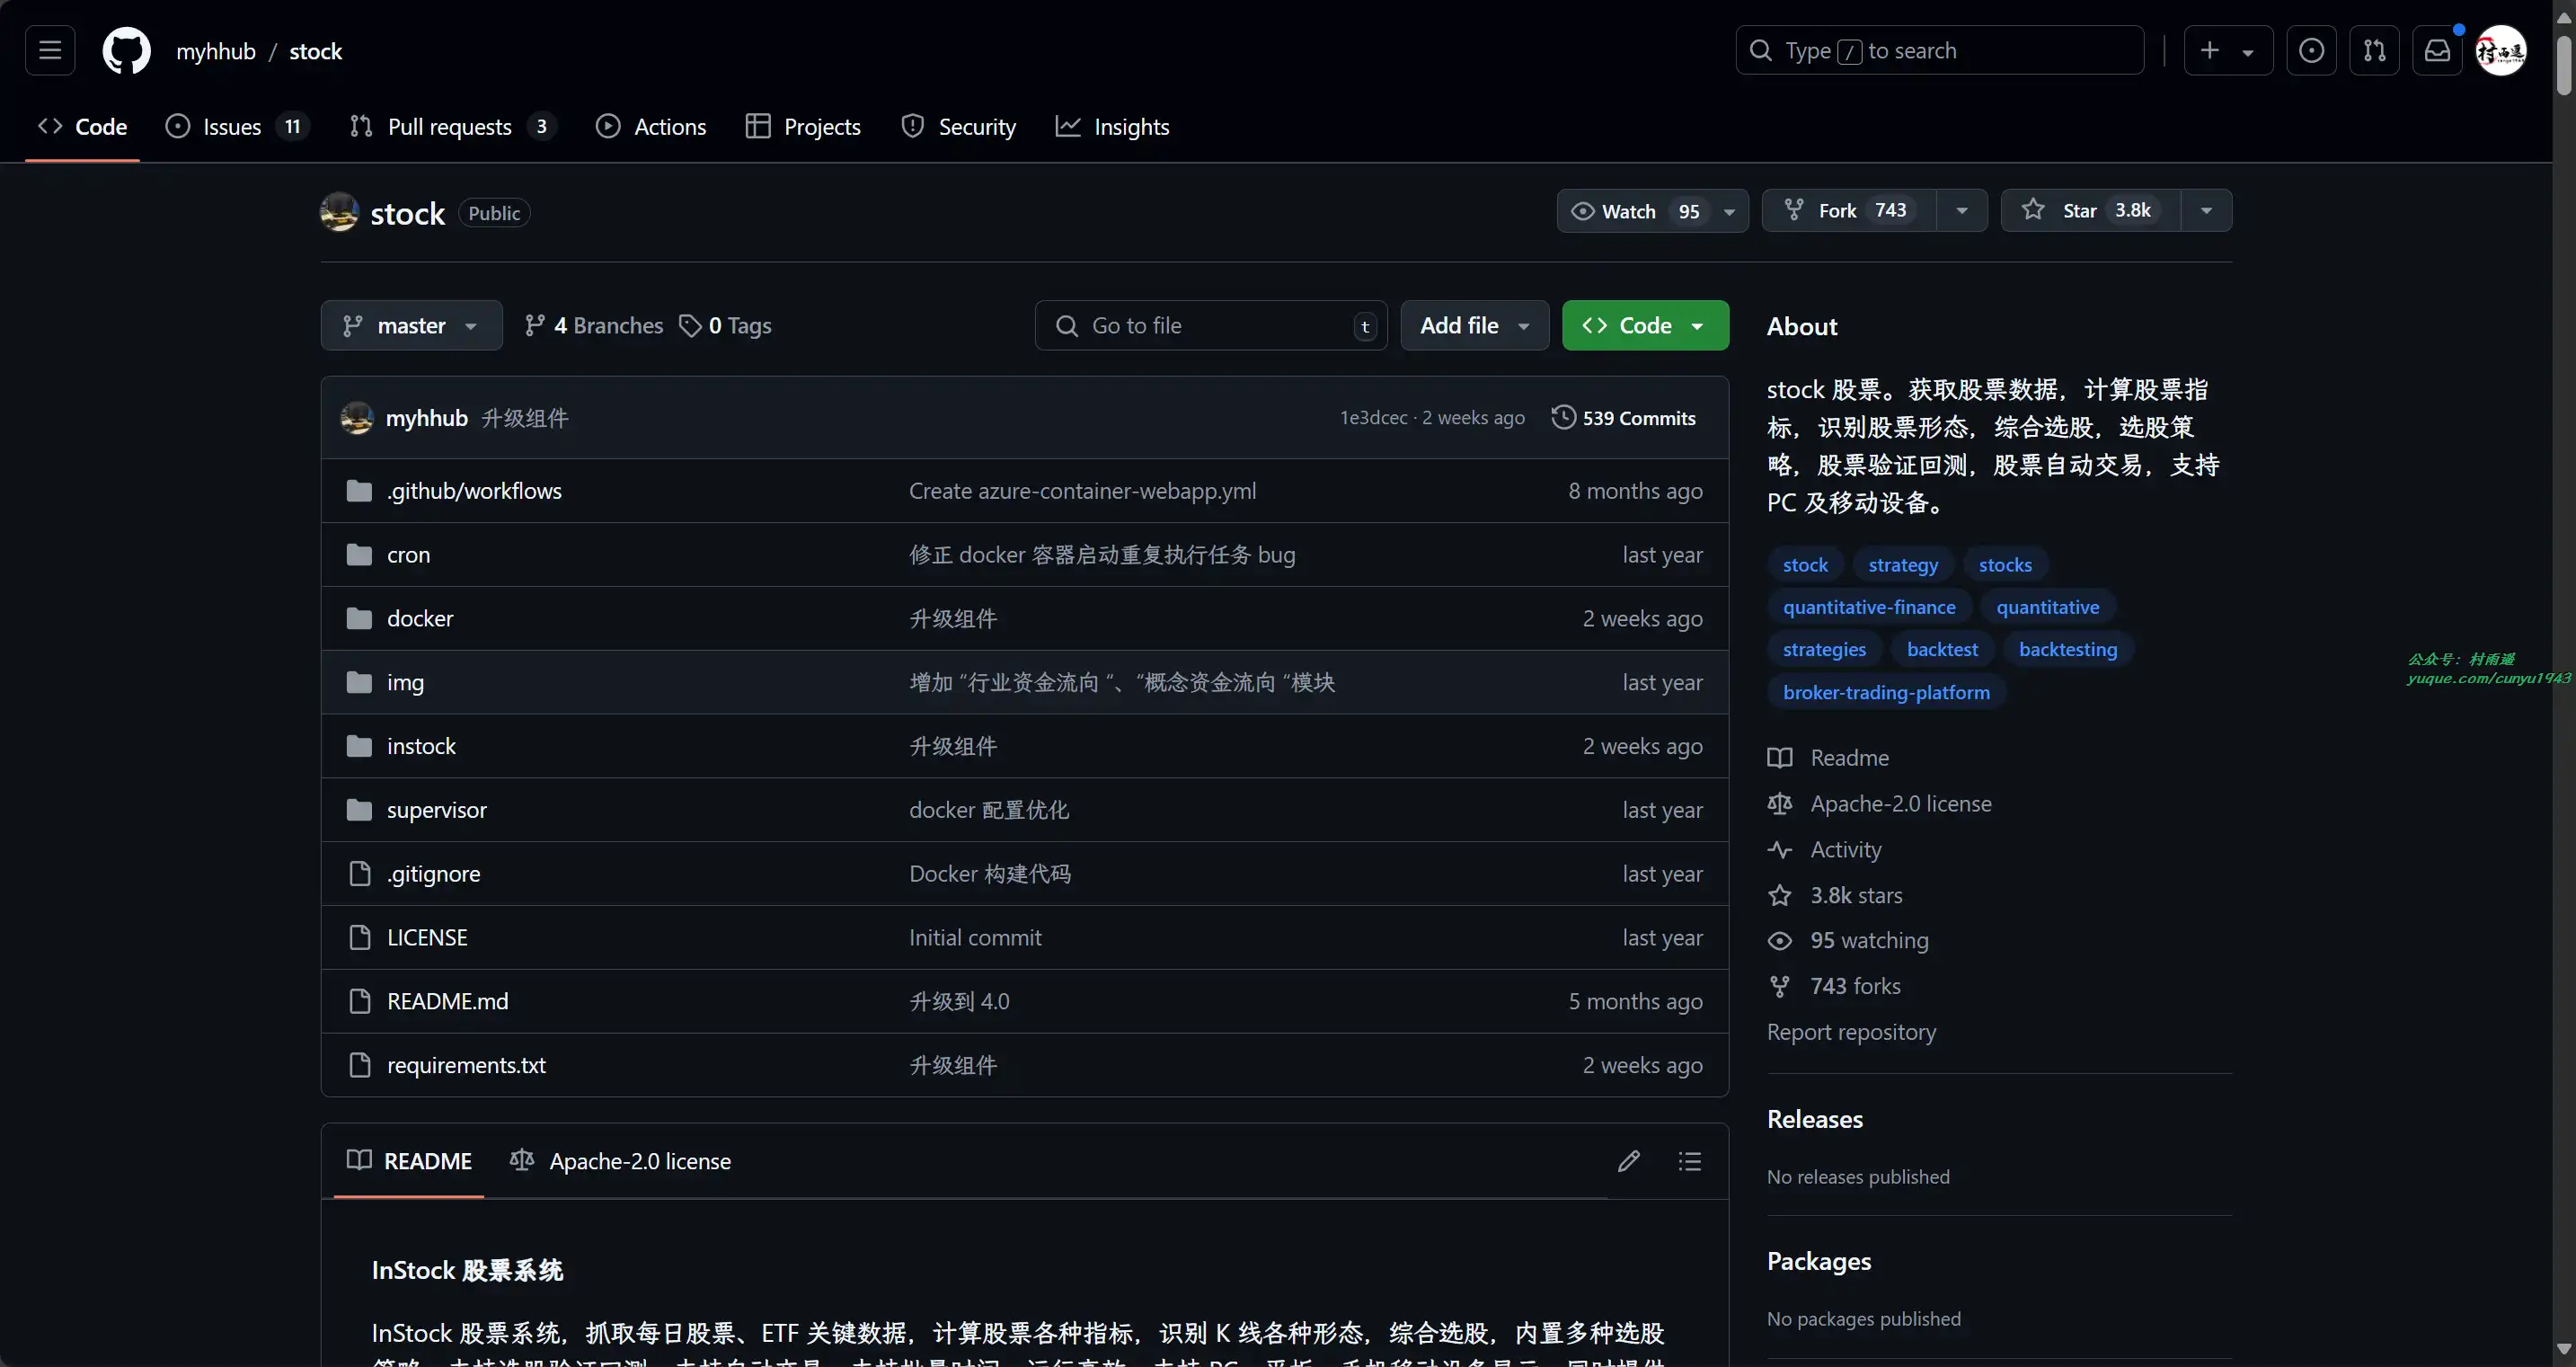 myhhub / stock
Type / to search
Code
Issues 11
Pull requests 3
Actions
Projects
Security
Insights
stock Public
Watch 95
Fork 743
Star 3.8k
master
4 Branches
0 Tags
Go to file t
Add file
Code
myhhub 升级组件 1e3dcec · 2 weeks ago 539 Commits
.github/workflows Create azure-container-webapp.yml 8 months ago
cron 修正 docker 容器启动重复执行任务 bug last year
docker 升级组件 2 weeks ago
img 增加 “行业资金流向 “、“概念资金流向 “模块 last year
instock 升级组件 2 weeks ago
supervisor docker 配置优化 last year
.gitignore Docker 构建代码 last year
LICENSE Initial commit last year
README.md 升级到 4.0 5 months ago
requirements.txt 升级组件 2 weeks ago
README
Apache-2.0 license
InStock 股票系统
InStock 股票系统，抓取每日股票、ETF 关键数据，计算股票各种指标，识别 K 线各种形态，综合选股，内置多种选股
About
stock 股票。获取股票数据，计算股票指
标，识别股票形态，综合选股，选股策
略，股票验证回测，股票自动交易，支持
PC 及移动设备。
stock strategy stocks
quantitative-finance quantitative
strategies backtest backtesting
broker-trading-platform
Readme
Apache-2.0 license
Activity
3.8k stars
95 watching
743 forks
Report repository
Releases
No releases published
Packages
No packages published
公众号：村雨遥
yuque.com/cunyu1943